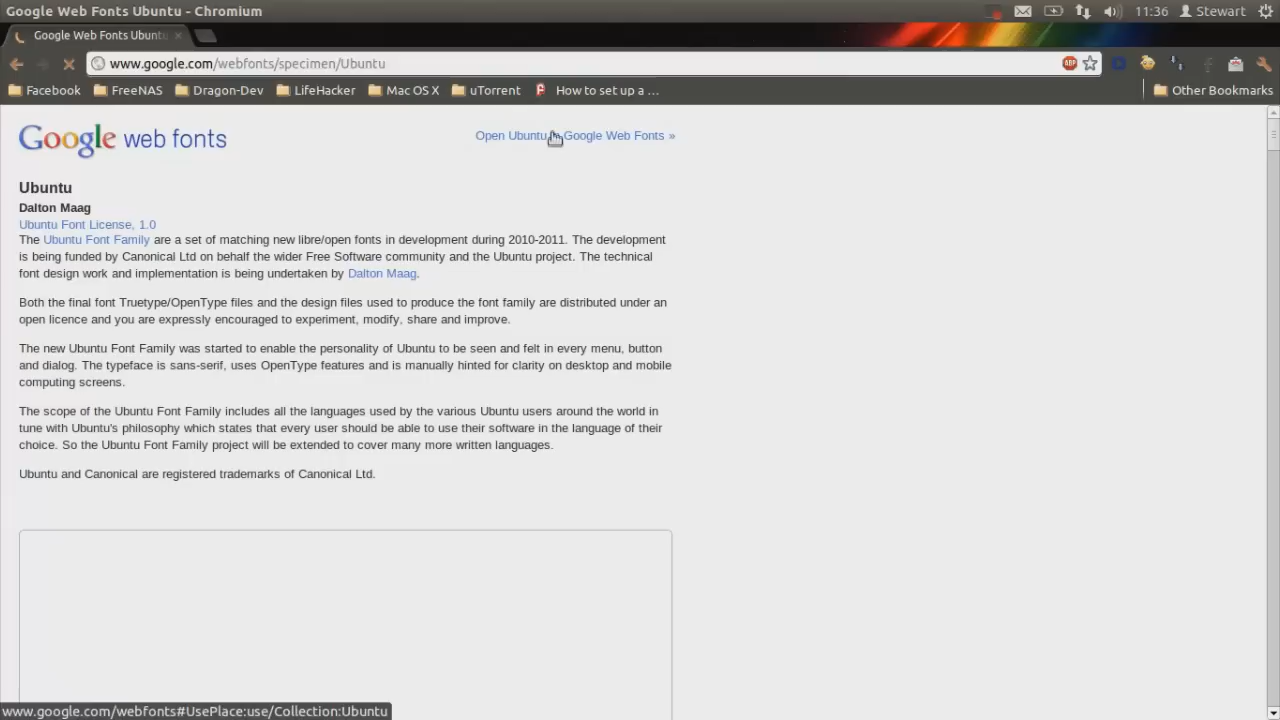 Google Web Fonts Ubuntu - Chromium
11:36 Stewart
Google Web Fonts Ubuntu
www.google.com/webfonts/specimen/Ubuntu
ABP
Facebook FreeNAS Dragon-Dev LifeHacker Mac OS X uTorrent How to set up a ... Other Bookmarks
Google web fonts
Open Ubuntu Google Web Fonts »
Ubuntu
Dalton Maag
Ubuntu Font License, 1.0
The Ubuntu Font Family are a set of matching new libre/open fonts in development during 2010-2011. The development
is being funded by Canonical Ltd on behalf the wider Free Software community and the Ubuntu project. The technical
font design work and implementation is being undertaken by Dalton Maag.
Both the final font Truetype/OpenType files and the design files used to produce the font family are distributed under an
open licence and you are expressly encouraged to experiment, modify, share and improve.
The new Ubuntu Font Family was started to enable the personality of Ubuntu to be seen and felt in every menu, button
and dialog. The typeface is sans-serif, uses OpenType features and is manually hinted for clarity on desktop and mobile
computing screens.
The scope of the Ubuntu Font Family includes all the languages used by the various Ubuntu users around the world in
tune with Ubuntu's philosophy which states that every user should be able to use their software in the language of their
choice. So the Ubuntu Font Family project will be extended to cover many more written languages.
Ubuntu and Canonical are registered trademarks of Canonical Ltd.
www.google.com/webfonts#UsePlace:use/Collection:Ubuntu